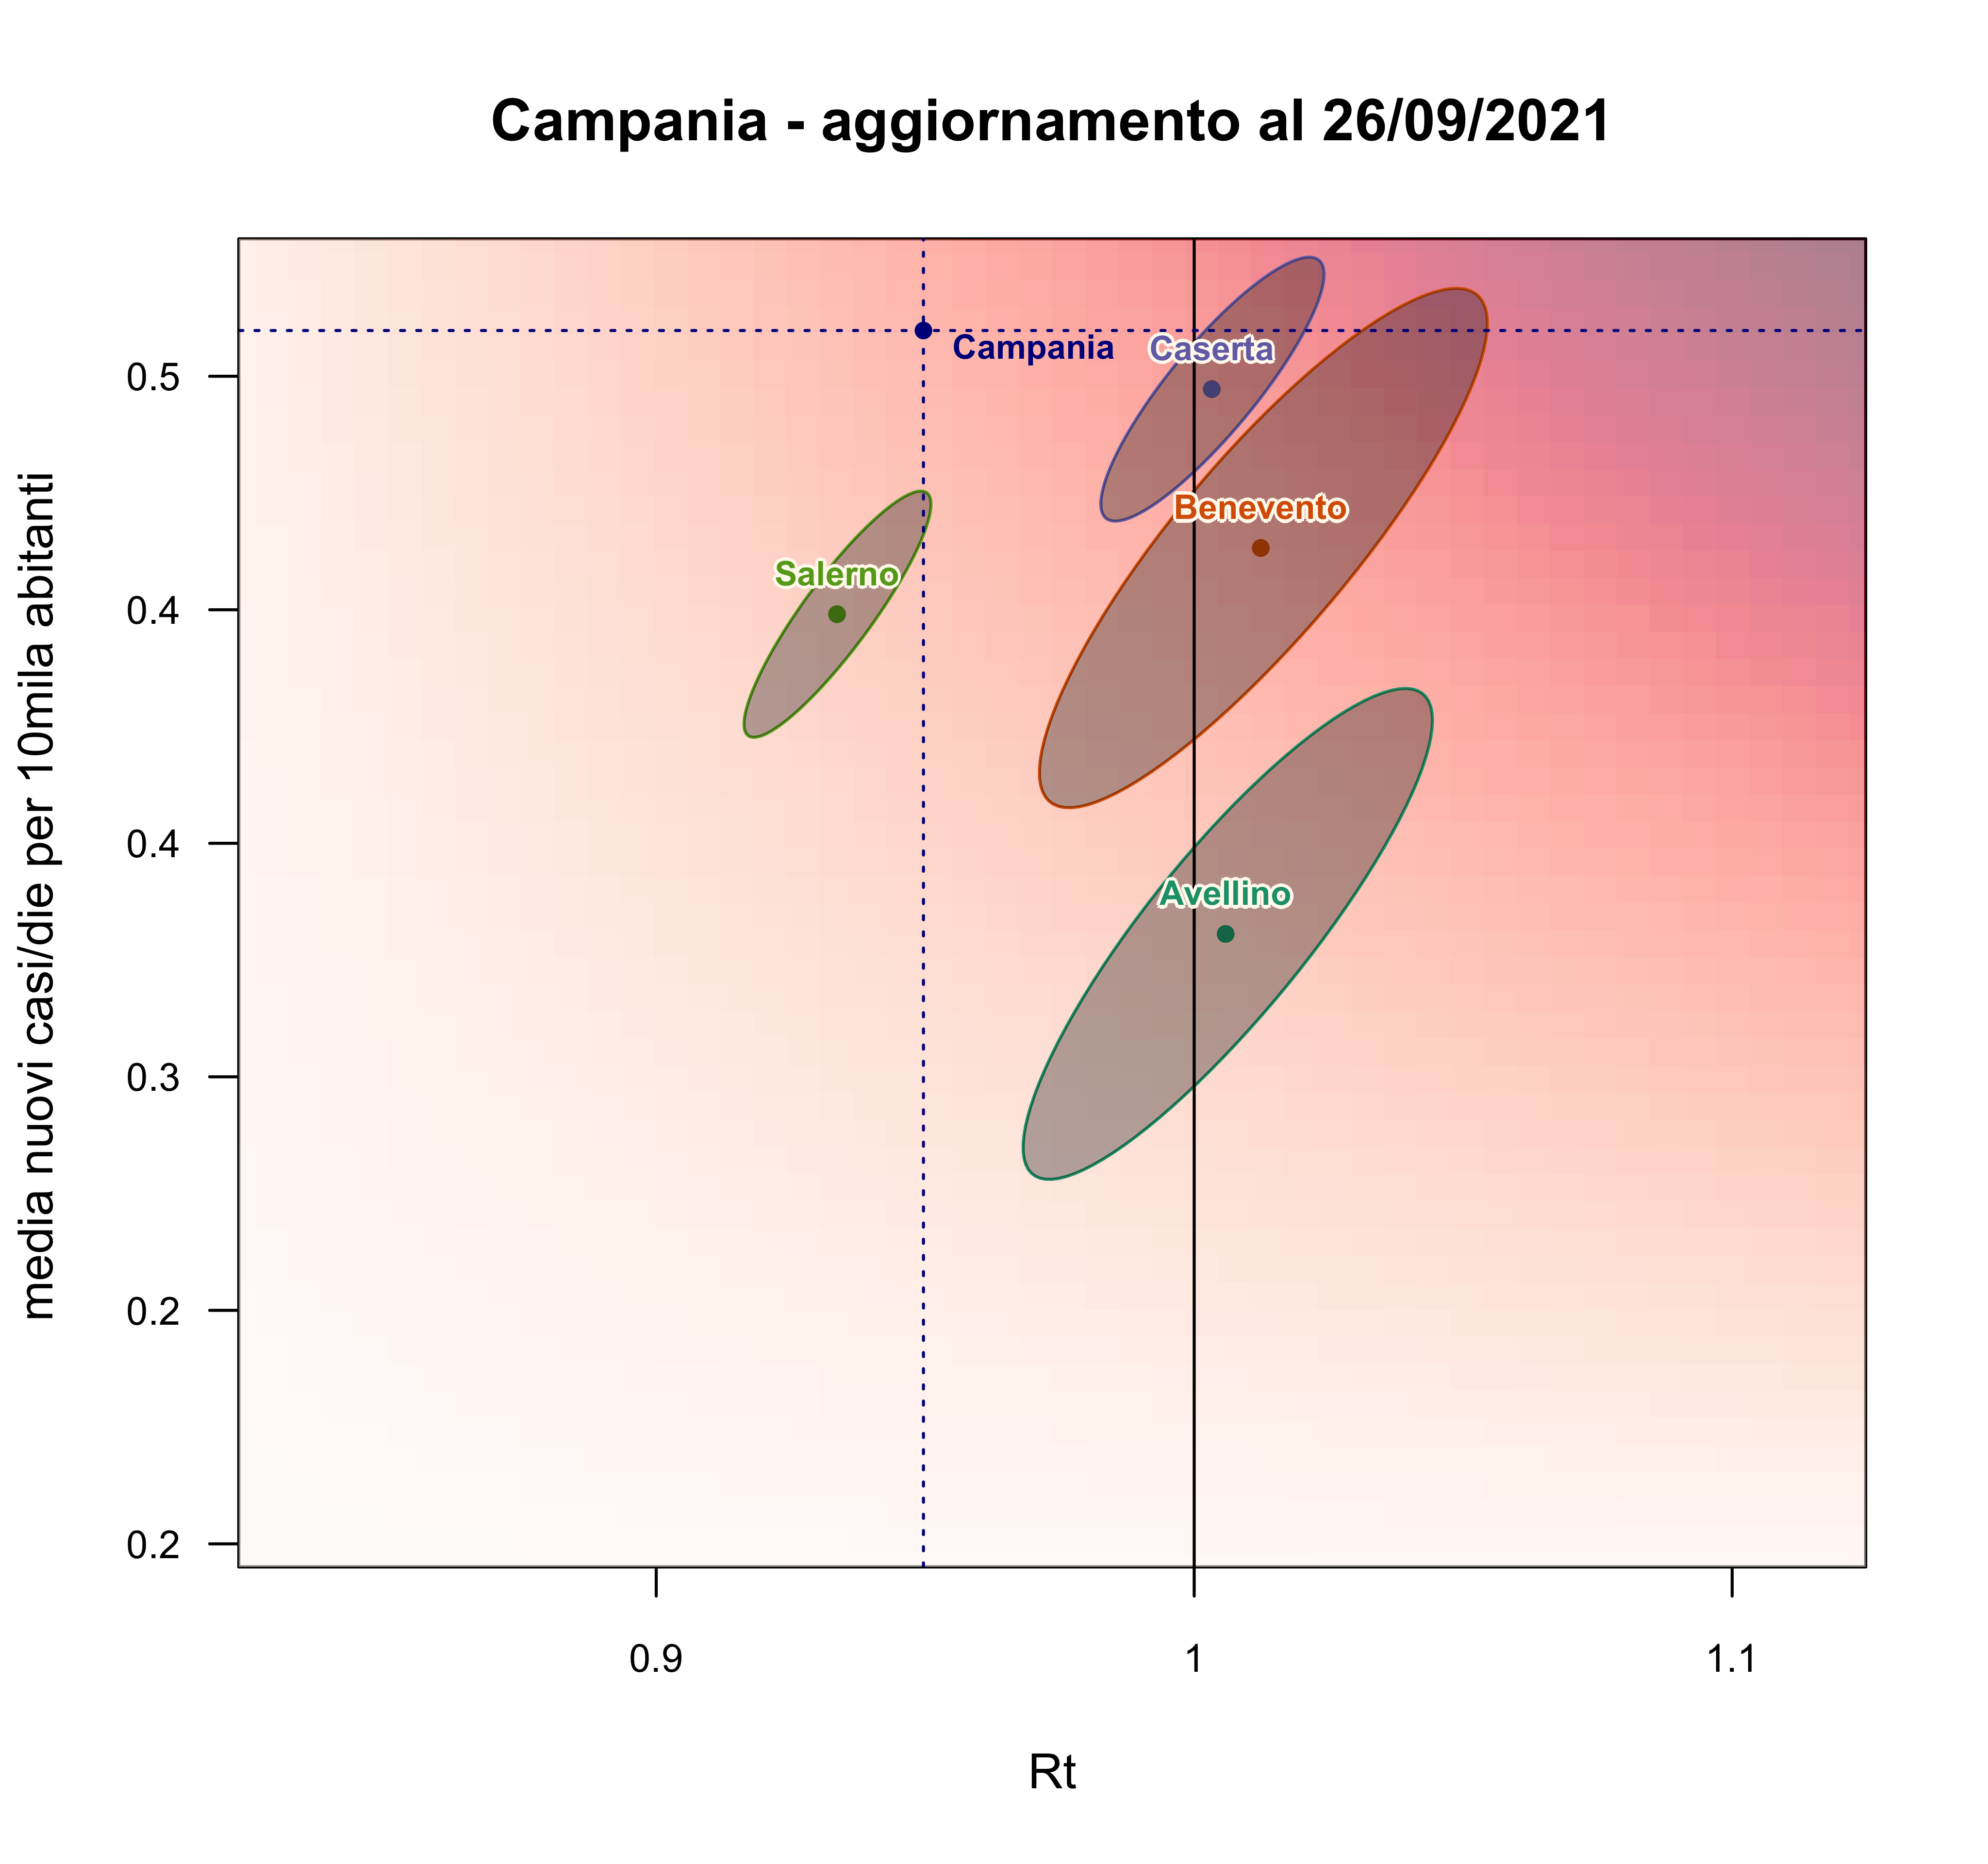 Campania - aggiornamento al 26/09/2021
media nuovi casi/die per 10mila abitanti
0.5
0.4
0.4
0.3
0.2
0.2
Campania
Caserta
Benevento
Salerno
Avellino
0.9
1
1.1
Rt